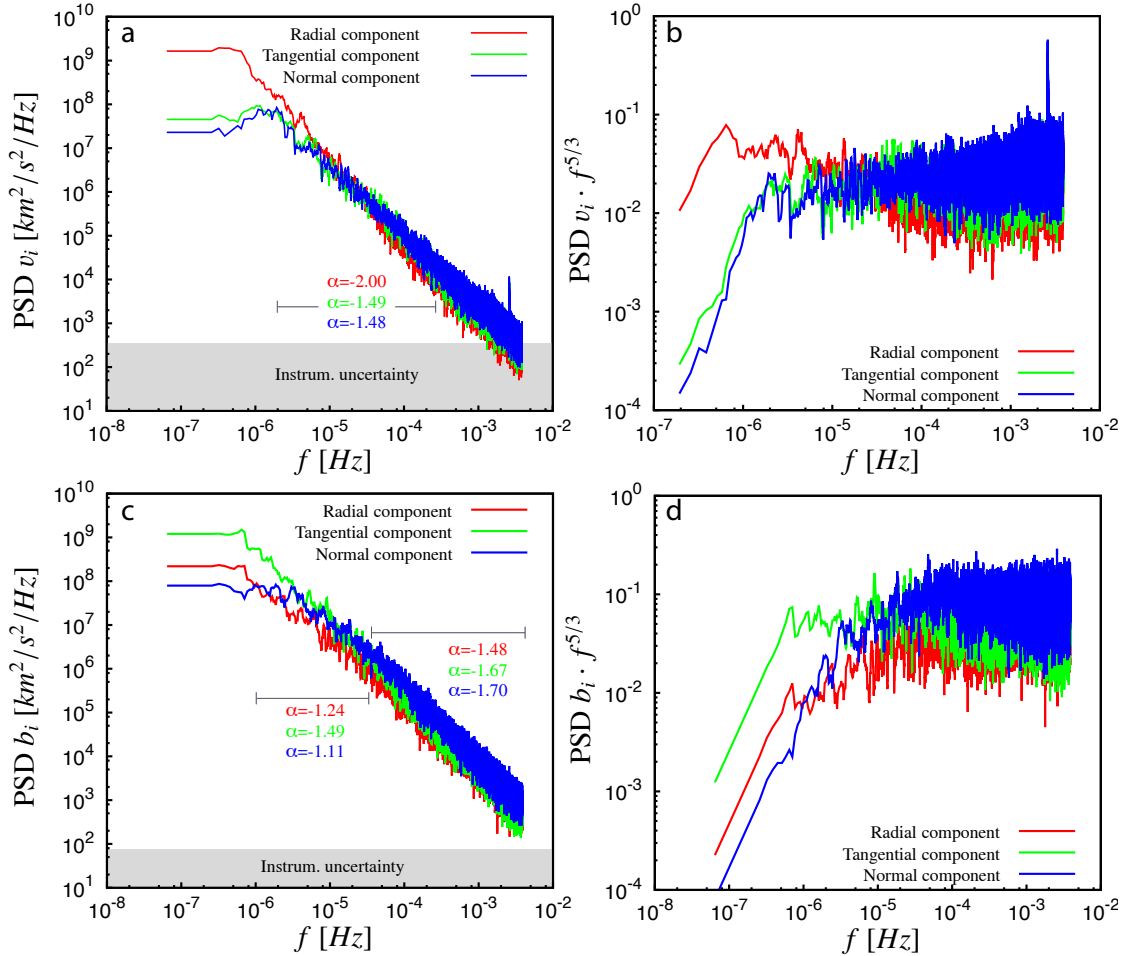 a
Radial component
Tangential component
Normal component
PSD v_i [km^2/s^2/Hz]
10^10
10^9
10^8
10^7
10^6
10^5
10^4
10^3
10^2
10^1
α=-2.00
α=-1.49
α=-1.48
Instrum. uncertainty
10^-8
10^-7
10^-6
10^-5
10^-4
10^-3
10^-2
f [Hz]
b
PSD v_i · f^5/3
10^0
10^-1
10^-2
10^-3
10^-4
Radial component
Tangential component
Normal component
10^-7
10^-6
10^-5
10^-4
10^-3
10^-2
f [Hz]
c
Radial component
Tangential component
Normal component
PSD b_i [km^2/s^2/Hz]
10^10
10^9
10^8
10^7
10^6
10^5
10^4
10^3
10^2
10^1
α=-1.48
α=-1.67
α=-1.70
α=-1.24
α=-1.49
α=-1.11
Instrum. uncertainty
10^-8
10^-7
10^-6
10^-5
10^-4
10^-3
10^-2
f [Hz]
d
PSD b_i · f^5/3
10^0
10^-1
10^-2
10^-3
10^-4
Radial component
Tangential component
Normal component
10^-8
10^-7
10^-6
10^-5
10^-4
10^-3
10^-2
f [Hz]